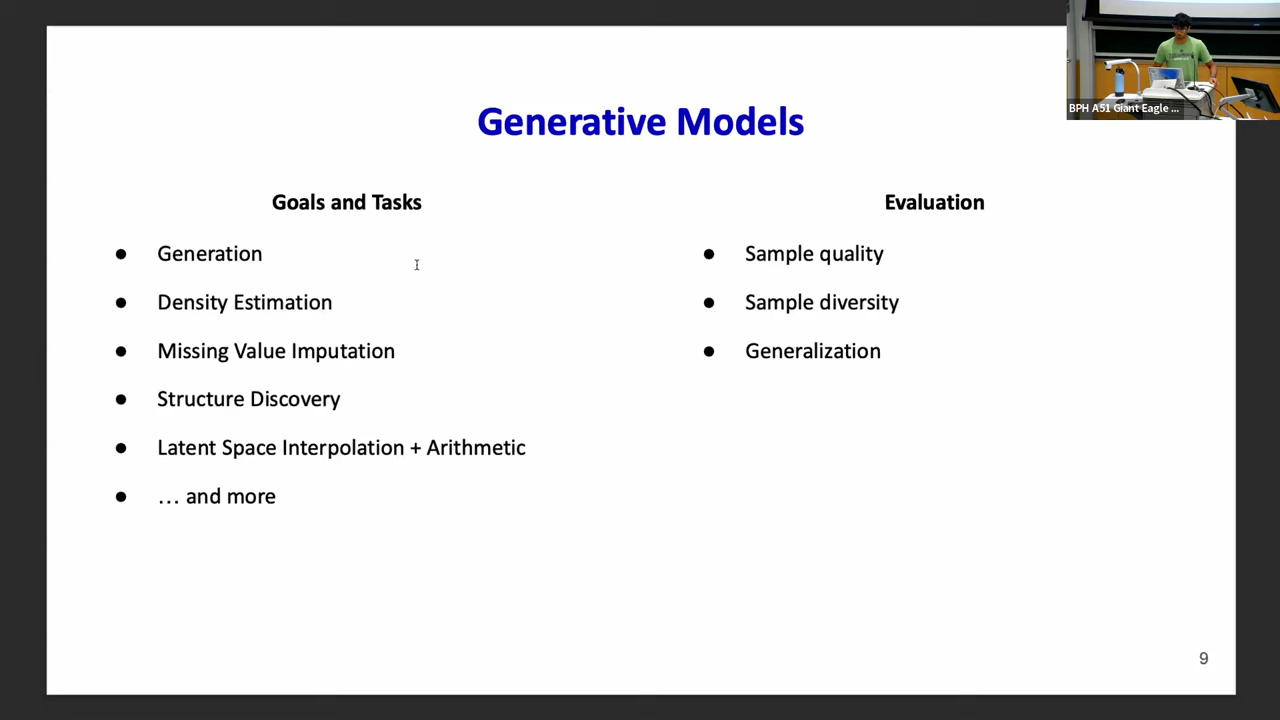 Generative Models
Goals and Tasks
● Generation
● Density Estimation
● Missing Value Imputation
● Structure Discovery
● Latent Space Interpolation + Arithmetic
● … and more
Evaluation
● Sample quality
● Sample diversity
● Generalization
9
BPH A51 Giant Eagle ...